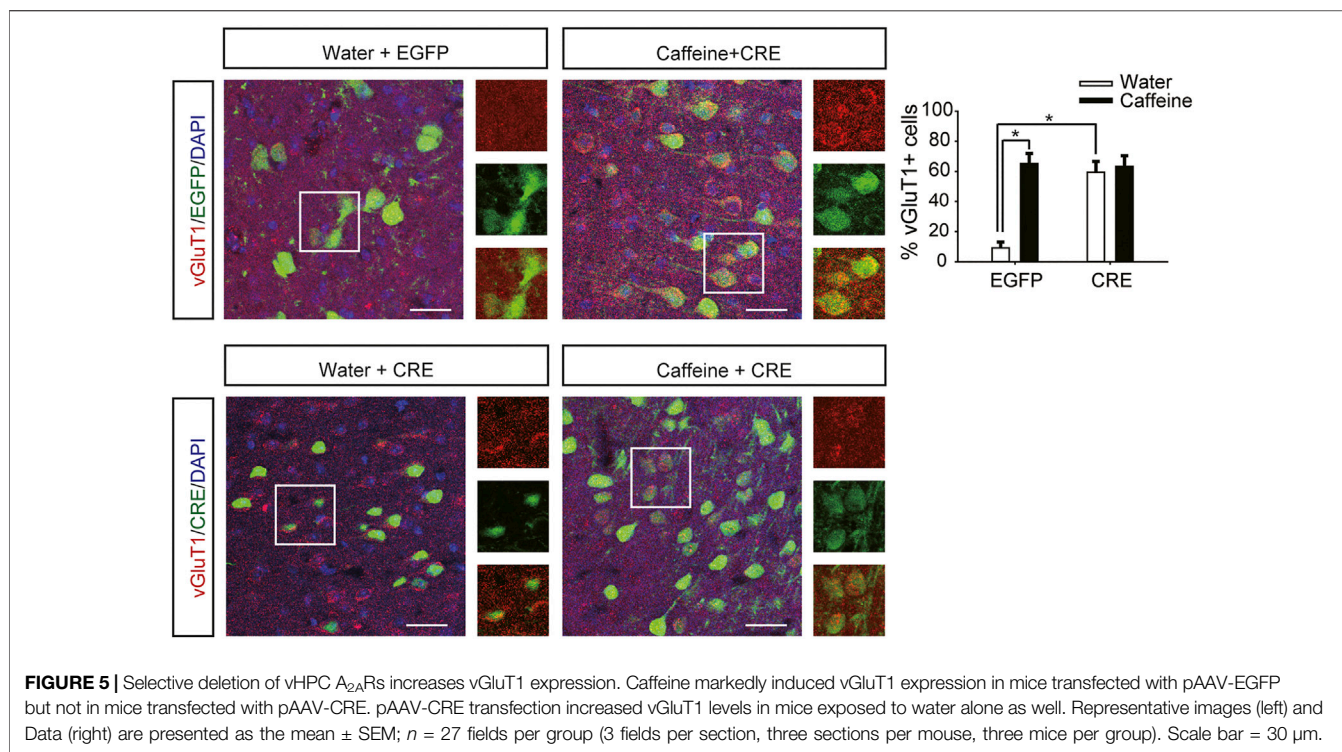 Water + EGFP
Caffeine+CRE
vGluT1/EGFP/DAPI
Water
Caffeine
% vGluT1+ cells
100
80
60
40
20
0
*
*
EGFP
CRE
Water + CRE
Caffeine + CRE
vGluT1/CRE/DAPI
FIGURE 5 | Selective deletion of vHPC A2ARs increases vGluT1 expression. Caffeine markedly induced vGluT1 expression in mice transfected with pAAV-EGFP
but not in mice transfected with pAAV-CRE. pAAV-CRE transfection increased vGluT1 levels in mice exposed to water alone as well. Representative images (left) and
Data (right) are presented as the mean ± SEM; n = 27 fields per group (3 fields per section, three sections per mouse, three mice per group). Scale bar = 30 µm.